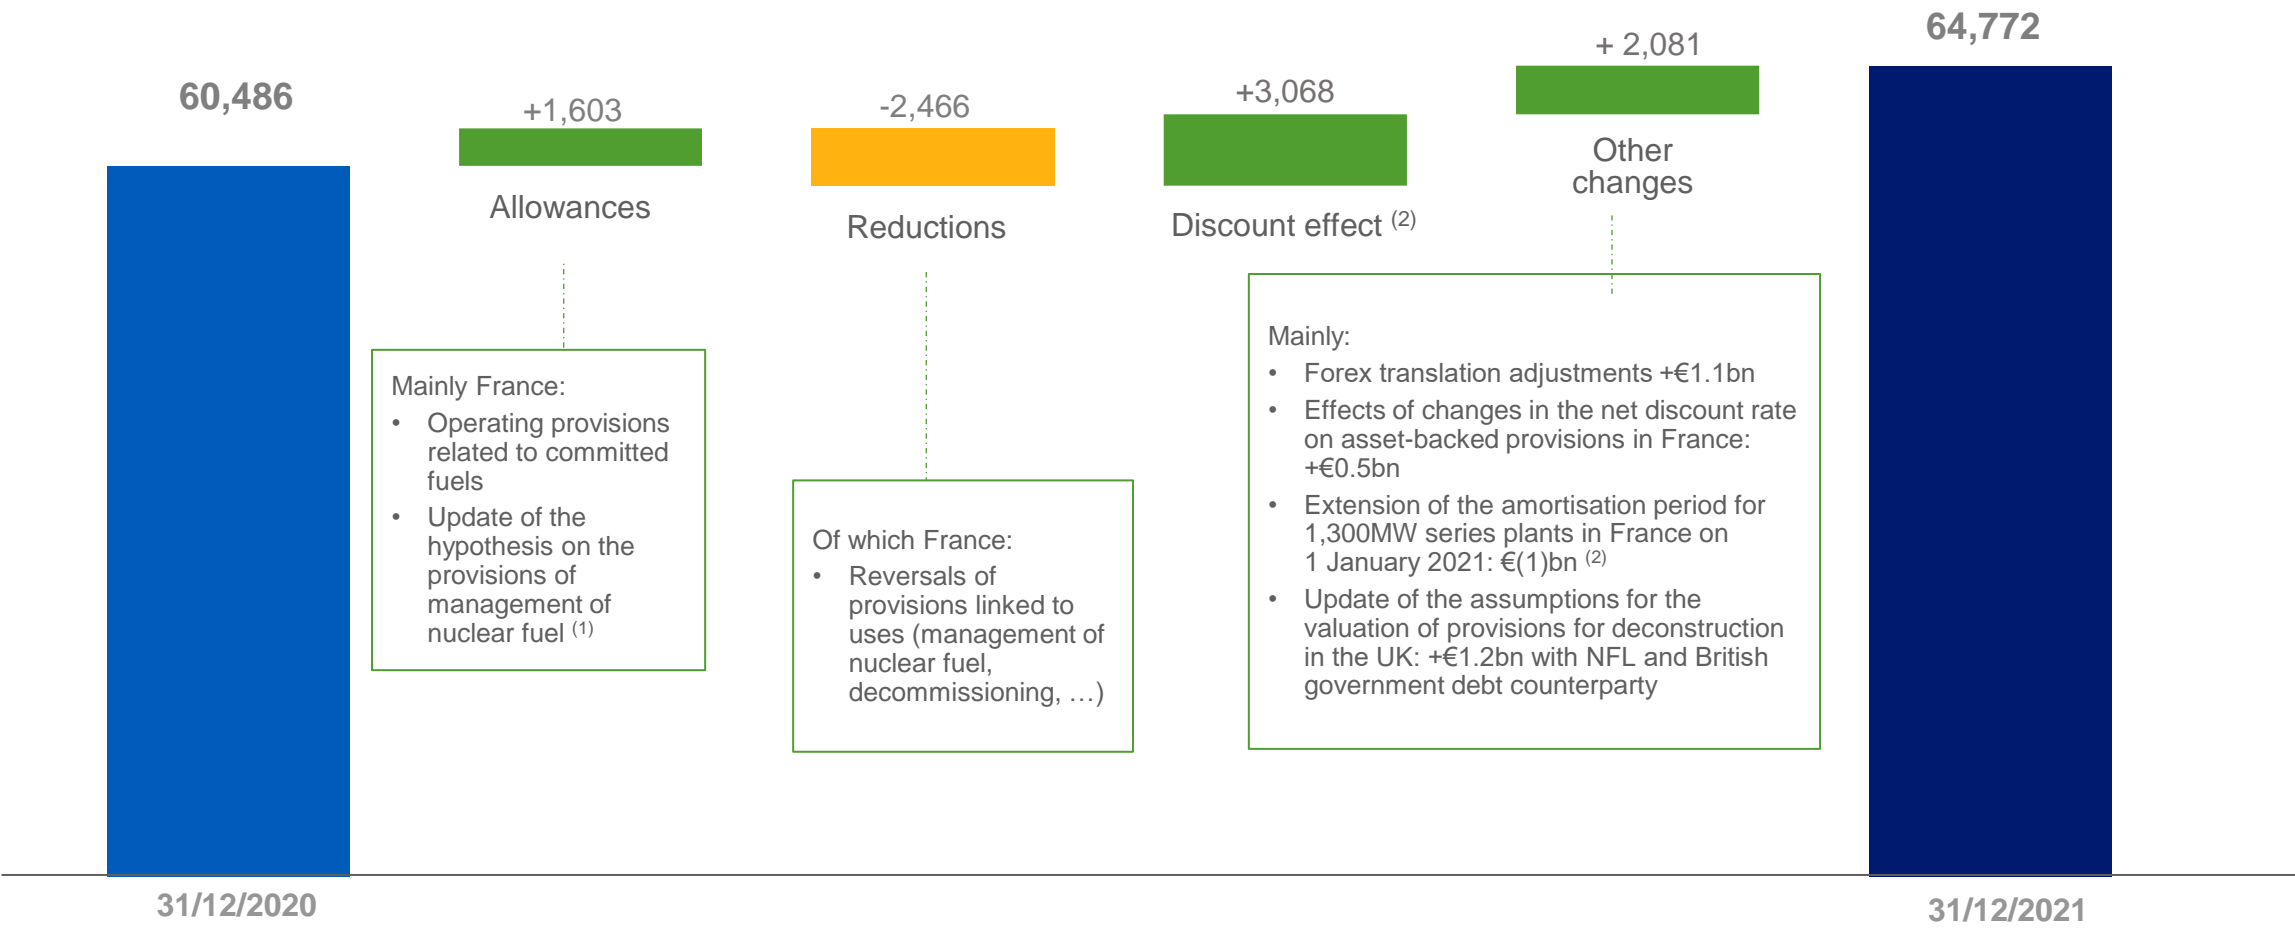 60,486
+1,603
-2,466
+3,068
+ 2,081
64,772
Allowances
Reductions
Discount effect (2)
Other
changes
Mainly France:
• Operating provisions
related to committed
fuels
• Update of the
hypothesis on the
provisions of
management of
nuclear fuel (1)
Of which France:
• Reversals of
provisions linked to
uses (management of
nuclear fuel,
decommissioning, …)
Mainly:
• Forex translation adjustments +€1.1bn
• Effects of changes in the net discount rate
on asset-backed provisions in France:
+€0.5bn
• Extension of the amortisation period for
1,300MW series plants in France on
1 January 2021: €(1)bn (2)
• Update of the assumptions for the
valuation of provisions for deconstruction
in the UK: +€1.2bn with NFL and British
government debt counterparty
31/12/2020
31/12/2021